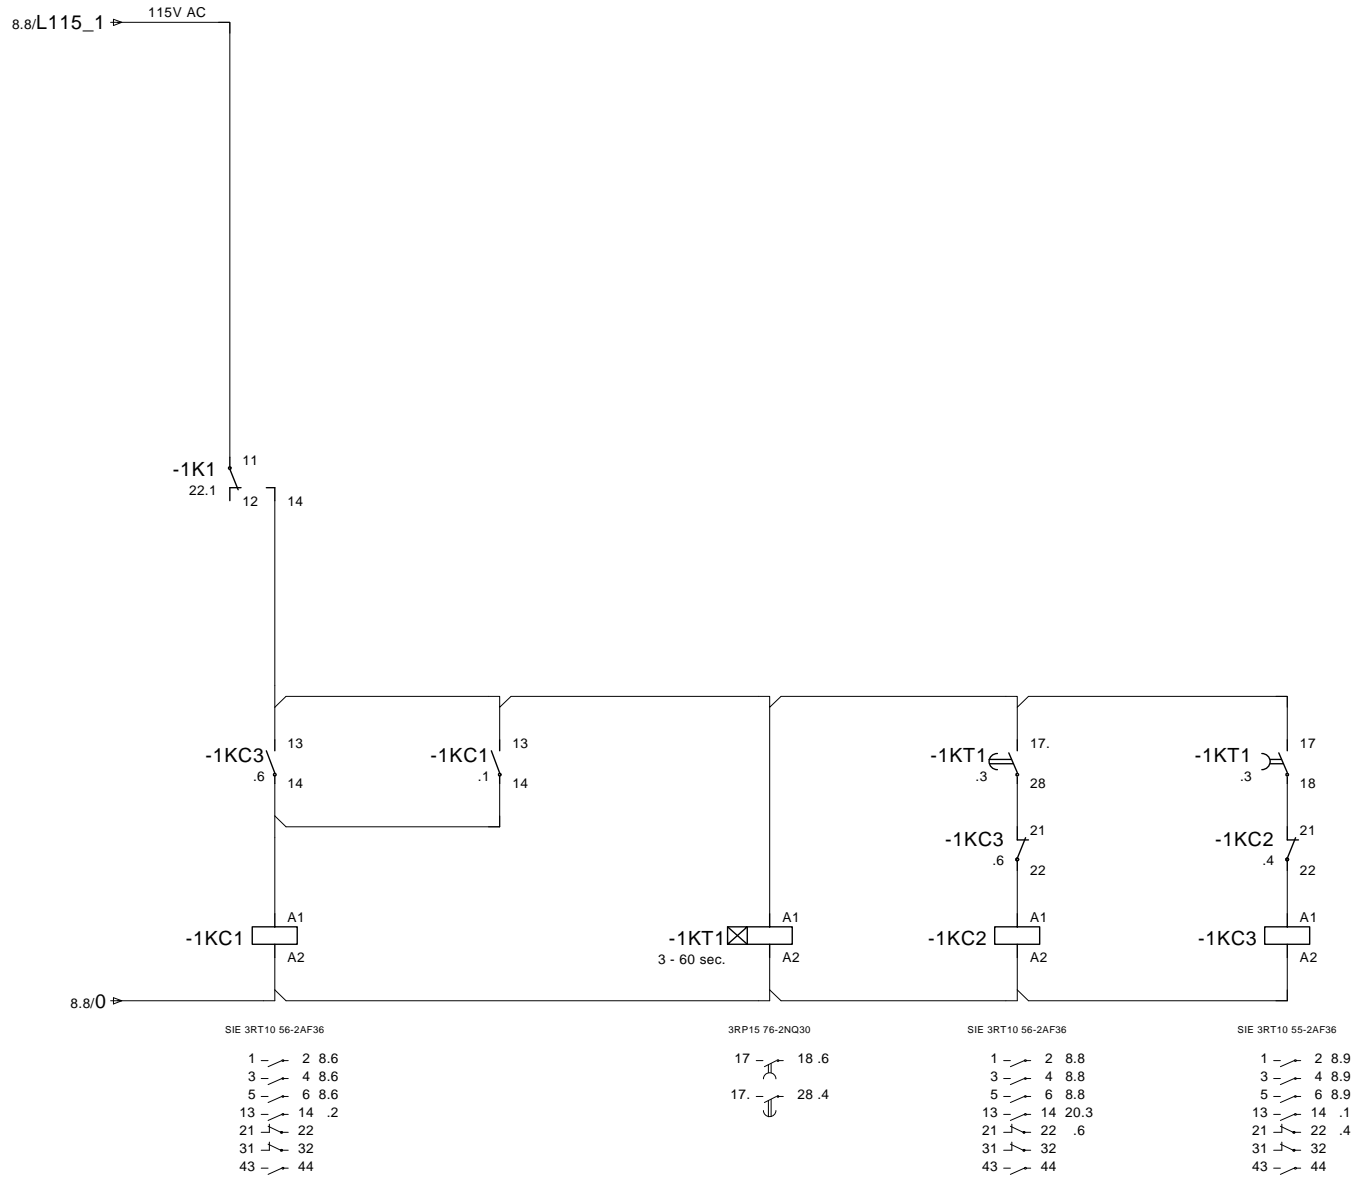 115V AC
8.8/L115_1
-1K1 11
22.1
12 14
-1KC3 13
.6 14
-1KC1 13
.1 14
-1KT1 17.
.3 28
-1KT1 17
.3 18
-1KC3 21
.6 22
-1KC2 21
.4 22
-1KC1 A1
A2
-1KT1 A1
3 - 60 sec. A2
-1KC2 A1
A2
-1KC3 A1
A2
8.8/0
SIE 3RT10 56-2AF36
1 2 8.6
3 4 8.6
5 6 8.6
13 14 .2
21 22
31 32
43 44
3RP15 76-2NQ30
17 18 .6
17. 28 .4
SIE 3RT10 56-2AF36
1 2 8.8
3 4 8.8
5 6 8.8
13 14 20.3
21 22 .6
31 32
43 44
SIE 3RT10 55-2AF36
1 2 8.9
3 4 8.9
5 6 8.9
13 14 .1
21 22 .4
31 32
43 44